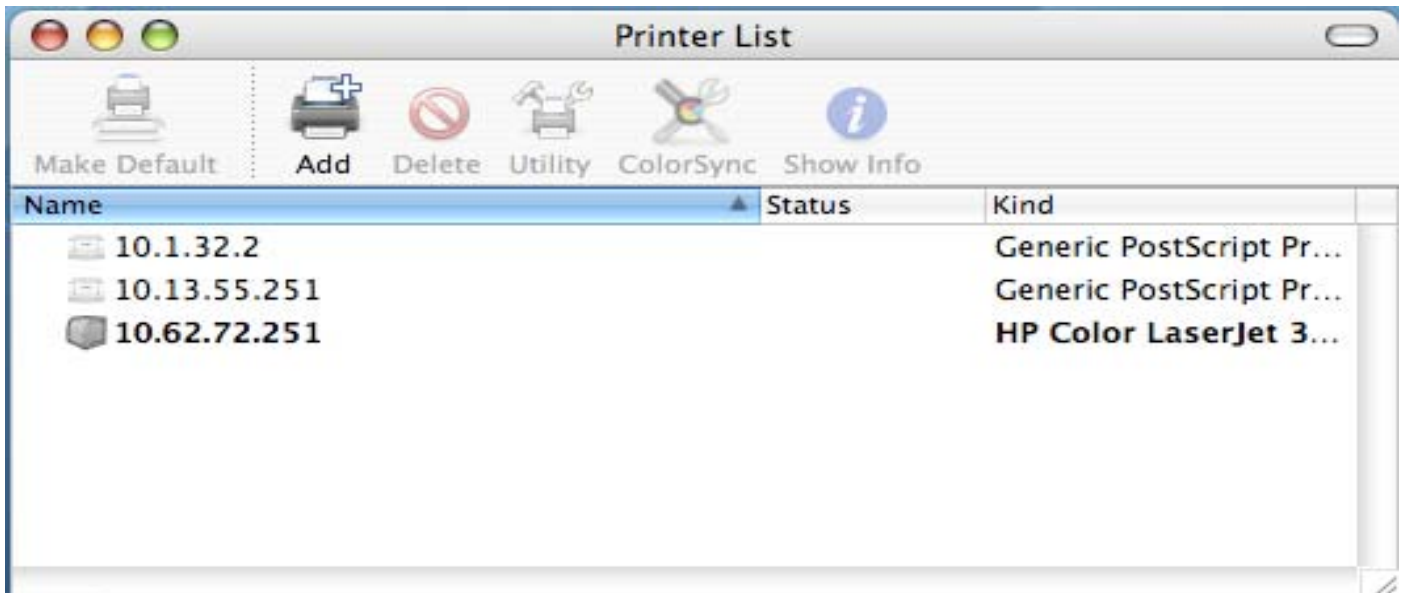 Printer List
Make Default Add Delete Utility ColorSync Show Info
Name Status Kind
10.1.32.2 Generic PostScript Pr...
10.13.55.251 Generic PostScript Pr...
10.62.72.251 HP Color LaserJet 3...